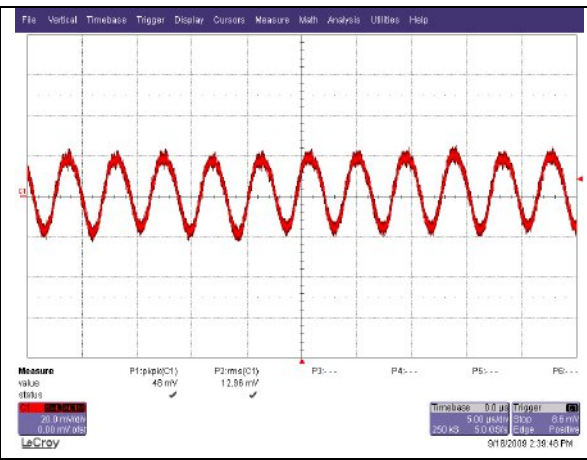 File Vertical Timebase Trigger Display Cursors Measure Math Analysis Utilities Help
C1
Measure P1:pkpk(C1) P2:rms(C1) P3:- - - P4:- - - P5:- - - P6:- - -
value 48 mV 12.86 mV
status
C1 Timebase 0.0 µs Trigger C1
20.0 mV/div 5.00 µs/div Stop 8.6 mV
0.00 mV ofst 250 kS 5.0 GS/s Edge Positive
LeCroy 9/18/2009 2:39:46 PM